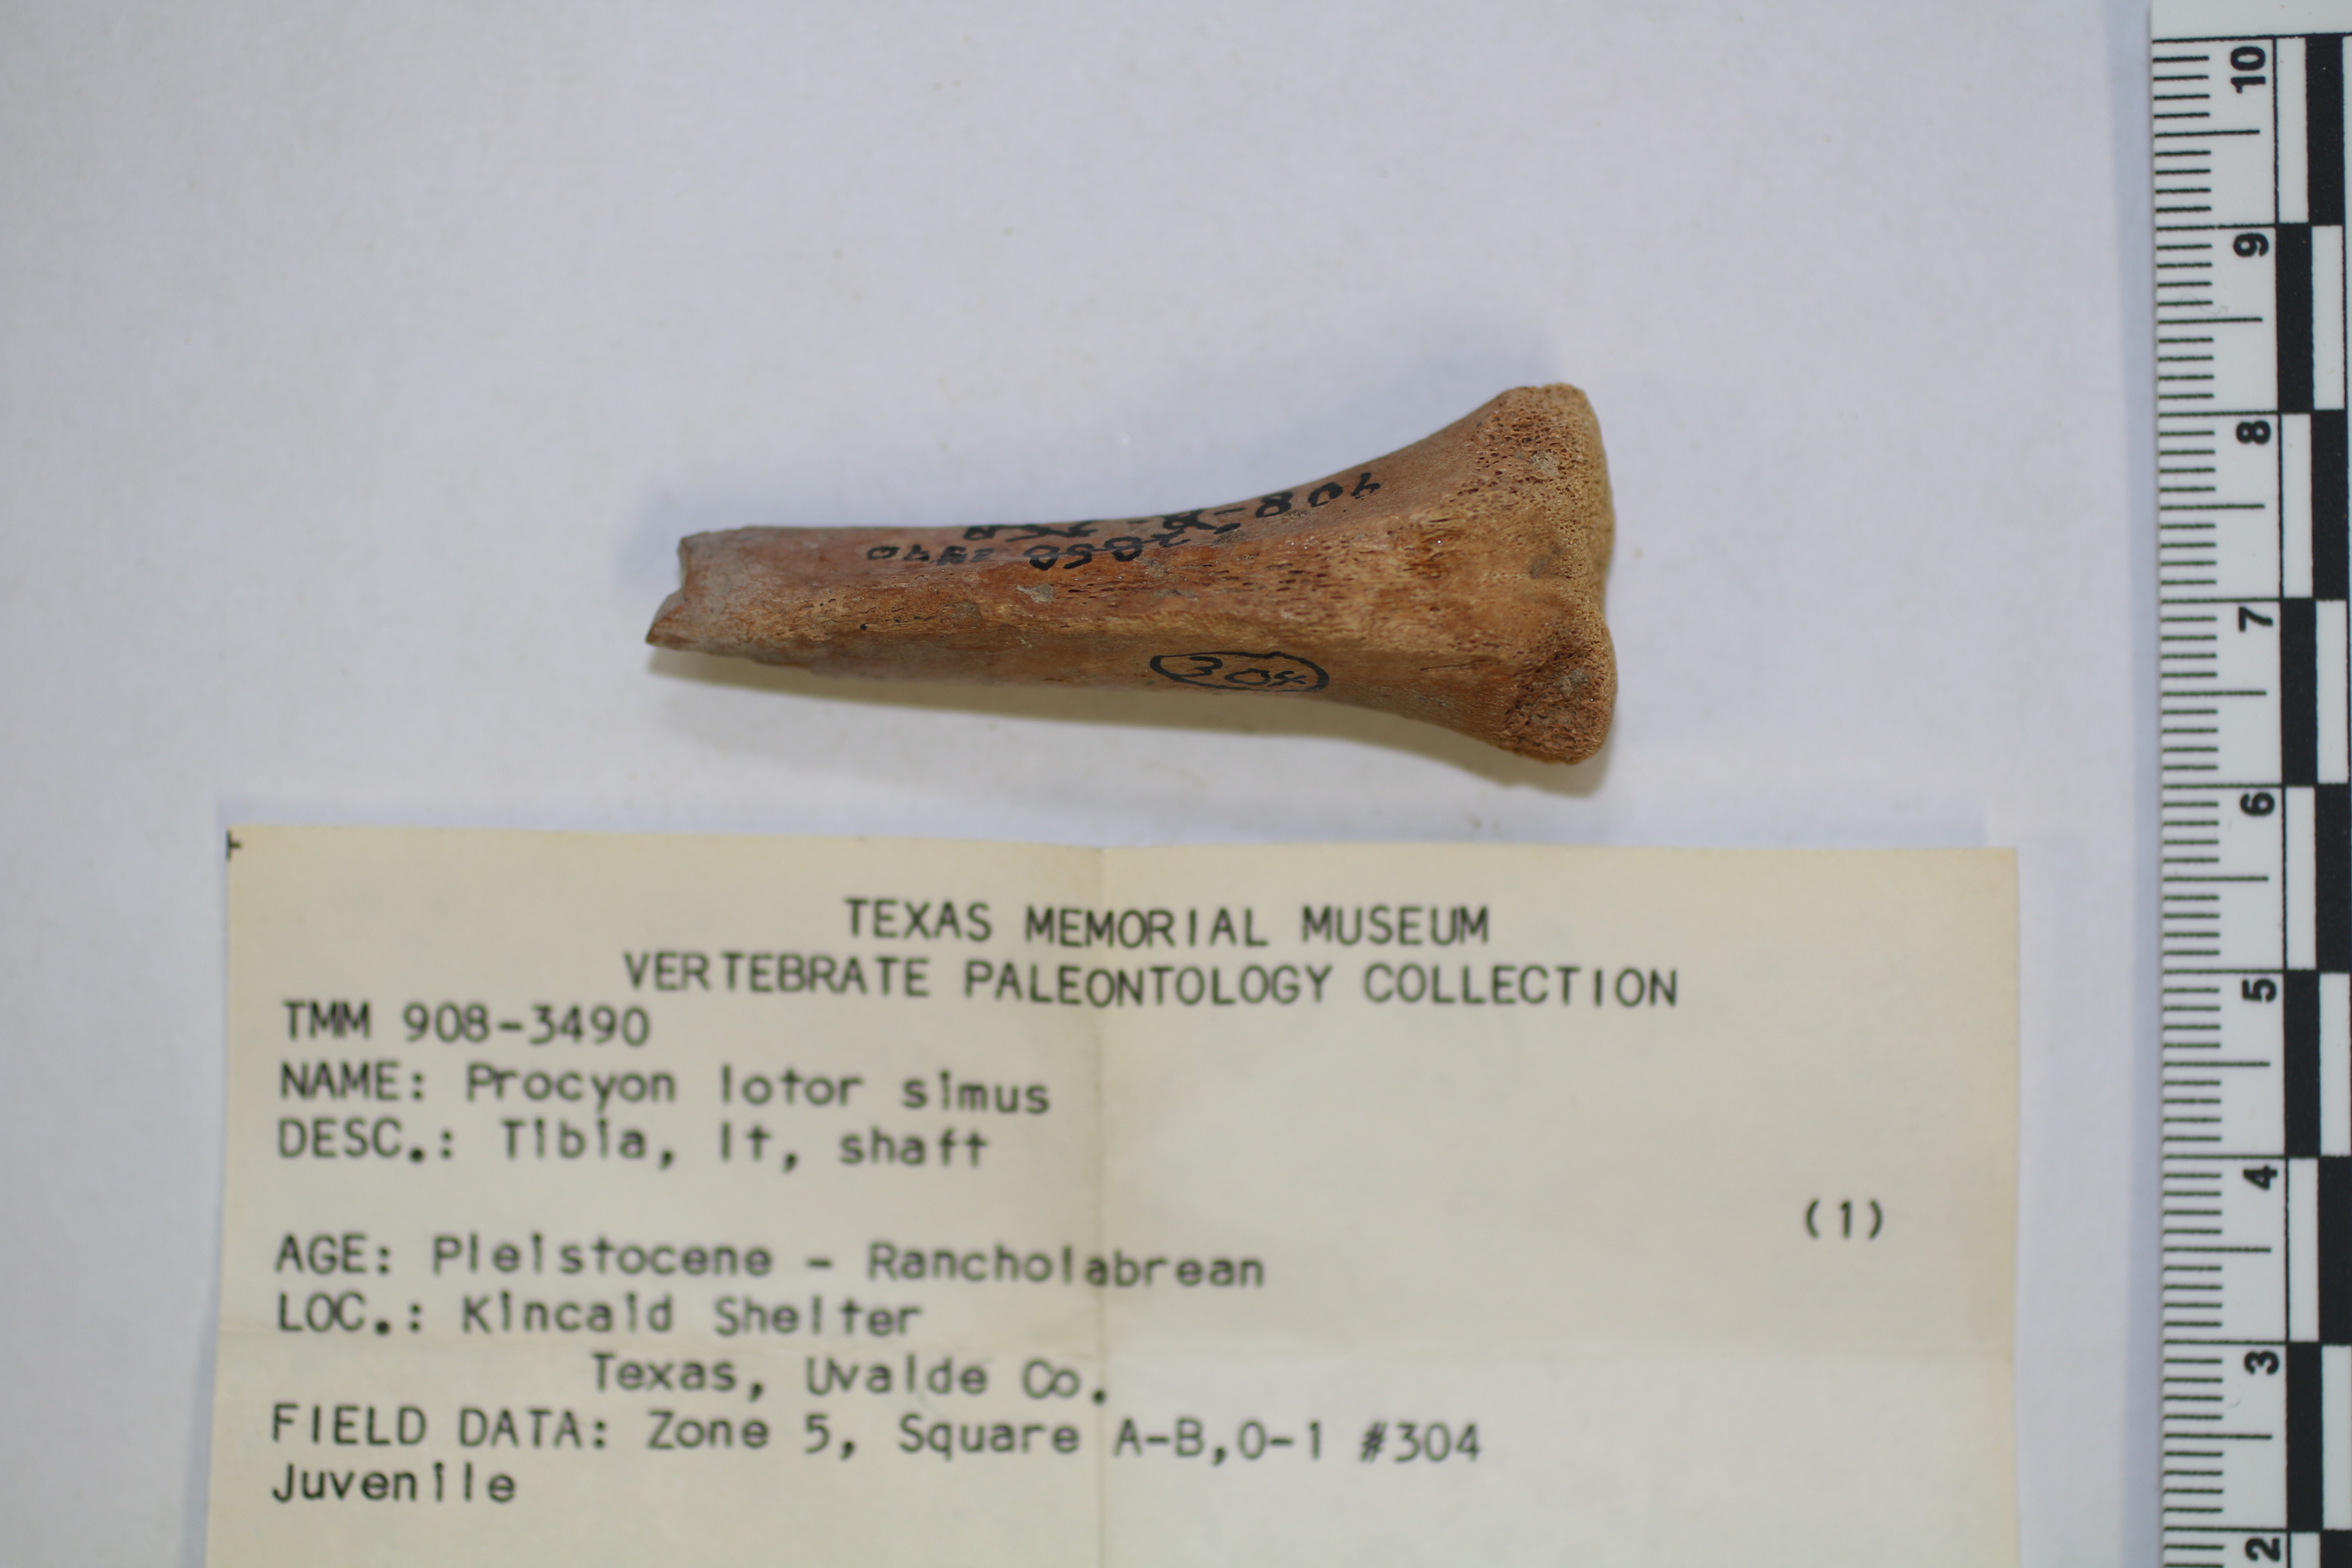 908-
3490
304
TEXAS MEMORIAL MUSEUM
VERTEBRATE PALEONTOLOGY COLLECTION
TMM 908-3490
NAME: Procyon lotor simus
DESC.: Tibia, lt, shaft
(1)
AGE: Pleistocene - Rancholabrean
LOC.: Kincaid Shelter
Texas, Uvalde Co.
FIELD DATA: Zone 5, Square A-B,0-1 #304
Juvenile
10
9
8
7
6
5
4
3
2